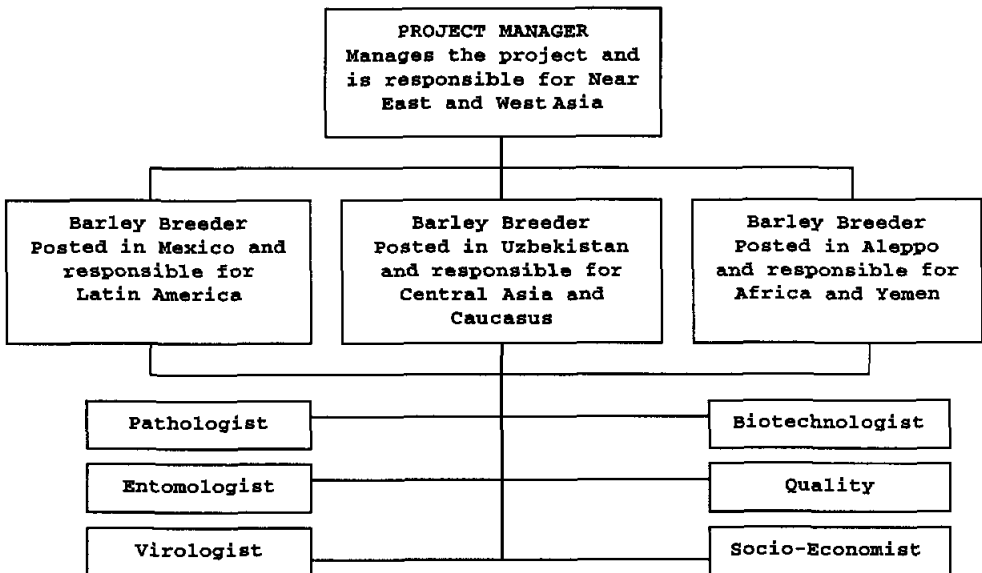 PROJECT MANAGER
Manages the project and
is responsible for Near
East and West Asia
Barley Breeder
Posted in Mexico and
responsible for
Latin America
Barley Breeder
Posted in Uzbekistan
and responsible for
Central Asia and
Caucasus
Barley Breeder
Posted in Aleppo
and responsible for
Africa and Yemen
Pathologist
Biotechnologist
Entomologist
Quality
Virologist
Socio-Economist